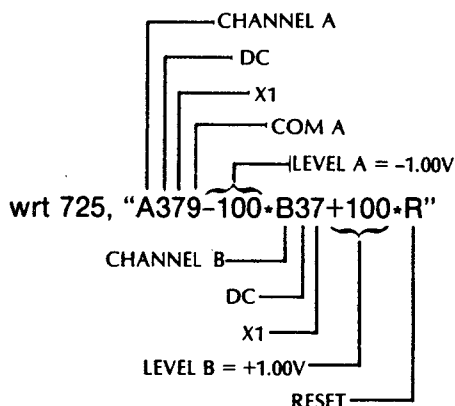 CHANNEL A
DC
X1
COM A
LEVEL A = -1.00V
wrt 725, "A379-100*B37+100*R"
CHANNEL B
DC
X1
LEVEL B = +1.00V
RESET